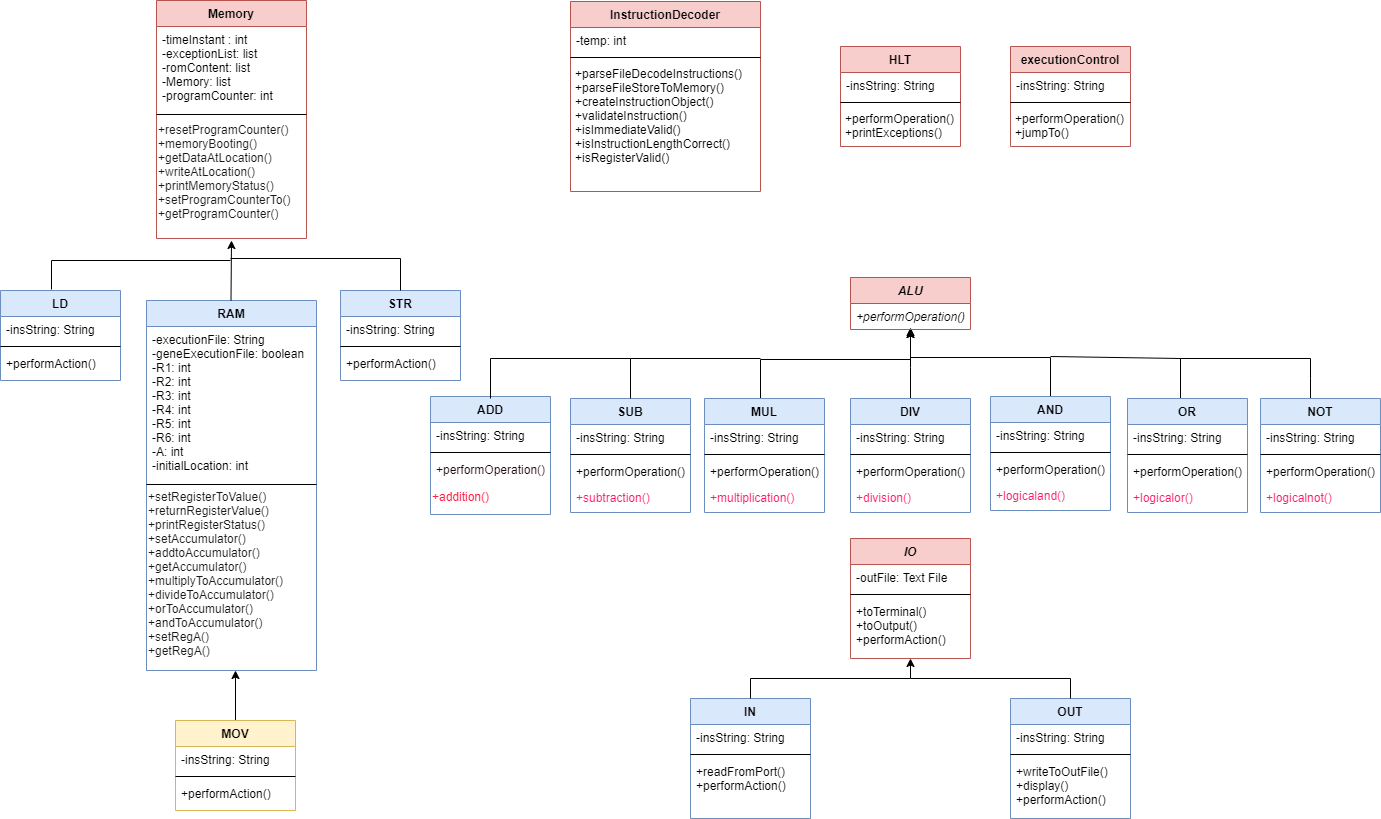 Memory
-timeInstant : int
-exceptionList: list
-romContent: list
-Memory: list
-programCounter: int
+resetProgramCounter()
+memoryBooting()
+getDataAtLocation()
+writeAtLocation()
+printMemoryStatus()
+setProgramCounterTo()
+getProgramCounter()
InstructionDecoder
-temp: int
+parseFileDecodeInstructions()
+parseFileStoreToMemory()
+createInstructionObject()
+validateInstruction()
+isImmediateValid()
+isInstructionLengthCorrect()
+isRegisterValid()
HLT
-insString: String
+performOperation()
+printExceptions()
executionControl
-insString: String
+performOperation()
+jumpTo()
LD
-insString: String
+performAction()
RAM
-executionFile: String
-geneExecutionFile: boolean
-R1: int
-R2: int
-R3: int
-R4: int
-R5: int
-R6: int
-A: int
-initialLocation: int
+setRegisterToValue()
+returnRegisterValue()
+printRegisterStatus()
+setAccumulator()
+addtoAccumulator()
+getAccumulator()
+multiplyToAccumulator()
+divideToAccumulator()
+orToAccumulator()
+andToAccumulator()
+setRegA()
+getRegA()
STR
-insString: String
+performAction()
MOV
-insString: String
+performAction()
ALU
+performOperation()
ADD
-insString: String
+performOperation()
+addition()
SUB
-insString: String
+performOperation()
+subtraction()
MUL
-insString: String
+performOperation()
+multiplication()
DIV
-insString: String
+performOperation()
+division()
AND
-insString: String
+performOperation()
+logicaland()
OR
-insString: String
+performOperation()
+logicalor()
NOT
-insString: String
+performOperation()
+logicalnot()
IO
-outFile: Text File
+toTerminal()
+toOutput()
+performAction()
IN
-insString: String
+readFromPort()
+performAction()
OUT
-insString: String
+writeToOutFile()
+display()
+performAction()